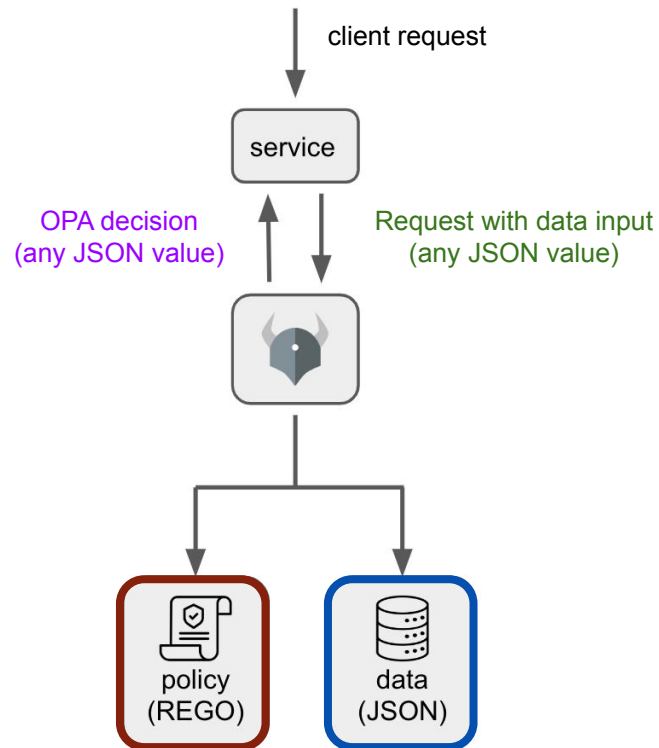 client request
service
OPA decision
(any JSON value)
Request with data input
(any JSON value)
policy
(REGO)
data
(JSON)